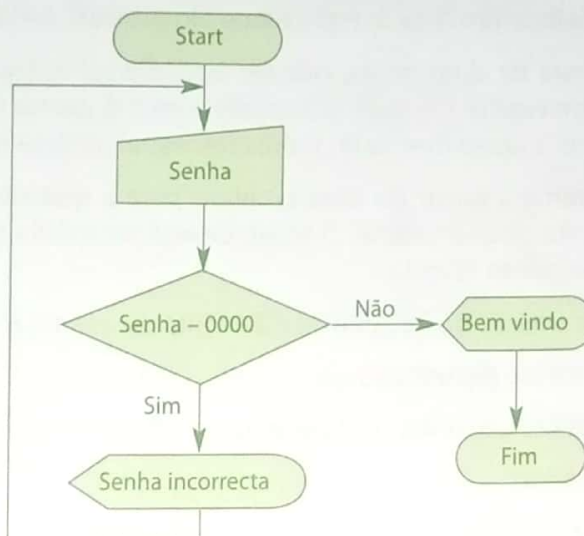 Start
Senha
Senha – 0000
Não
Bem vindo
Sim
Senha incorrecta
Fim